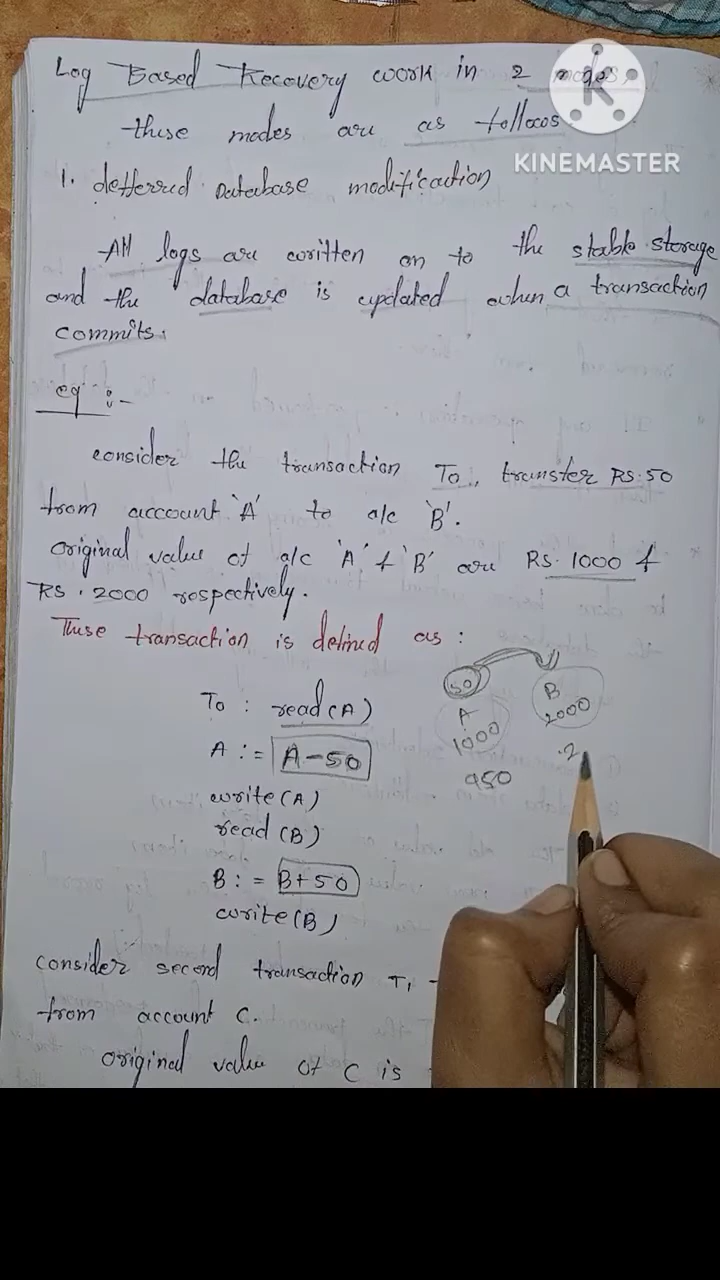 Log Based Recovery work in 2 modes,
KINEMASTER
these modes are as follows
1. defferred Database modification
All logs are written on to the stable storage
and the database is updated when a transaction
commits.
eg :-
consider the transaction To, transfer RS.50
from account 'A' to a/c 'B'.
original value of a/c 'A' & 'B' are RS. 1000 &
RS. 2000 respectively.
These transaction is defined as :
To : read(A)
A := A-50
write(A)
read(B)
B := B+50
write(B)
50
A
1000
950
B
2000
2
consider second transaction T1
from account C.
original value of C is